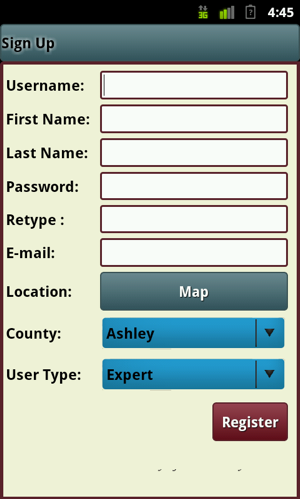 3G 4:45
Sign Up
Username:
First Name:
Last Name:
Password:
Retype :
E-mail:
Location: Map
County: Ashley
User Type: Expert
Register